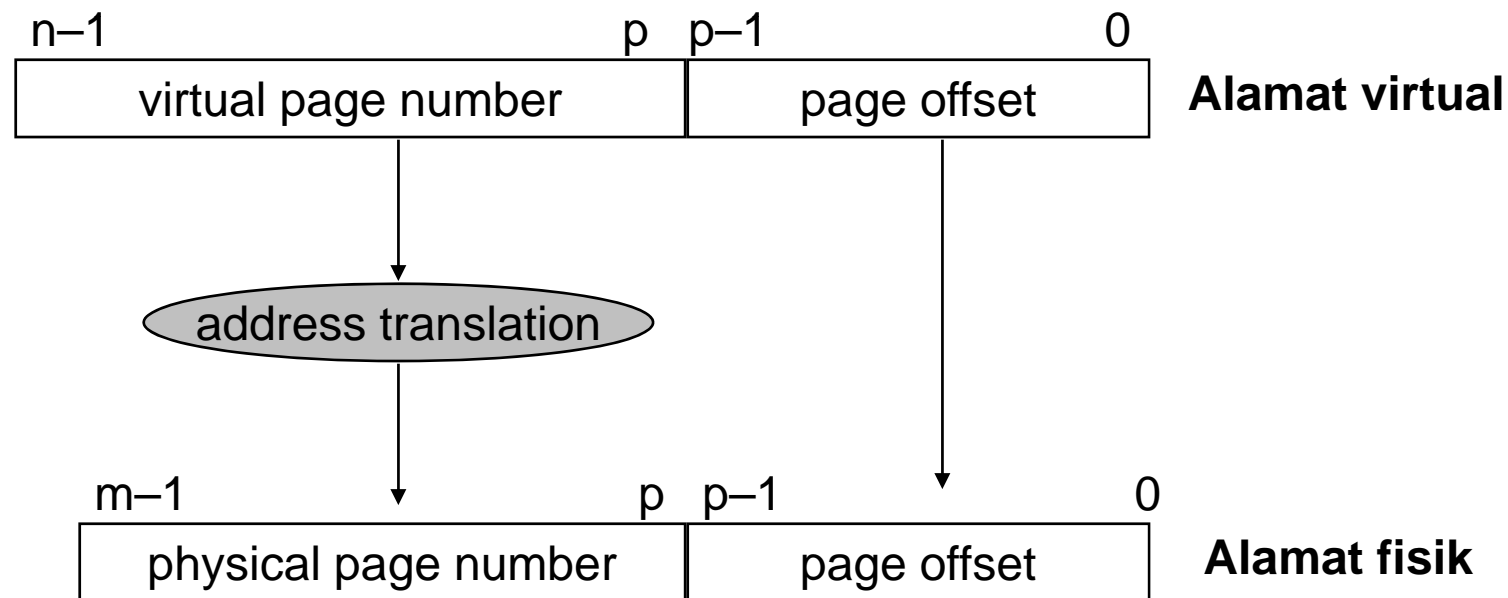 n–1 p p–1 0
virtual page number page offset Alamat virtual
address translation
m–1 p p–1 0
physical page number page offset Alamat fisik